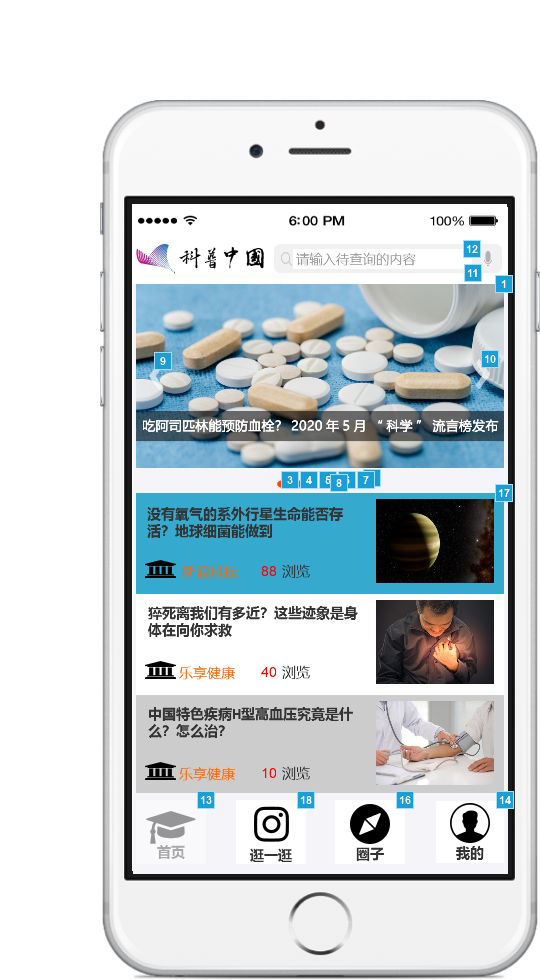 6:00 PM
100%
科普中国
请输入待查询的内容
12
11
1
9
10
吃阿司匹林能预防血栓？ 2020 年 5 月 “ 科学 ” 流言榜发布
3
4
5
8
7
17
没有氧气的系外行星生命能否存
活？地球细菌能做到
88 浏览
猝死离我们有多近？这些迹象是身
体在向你求救
乐享健康
40 浏览
中国特色疾病H型高血压究竟是什
么？怎么治？
乐享健康
10 浏览
13
18
16
14
首页
逛一逛
圈子
我的